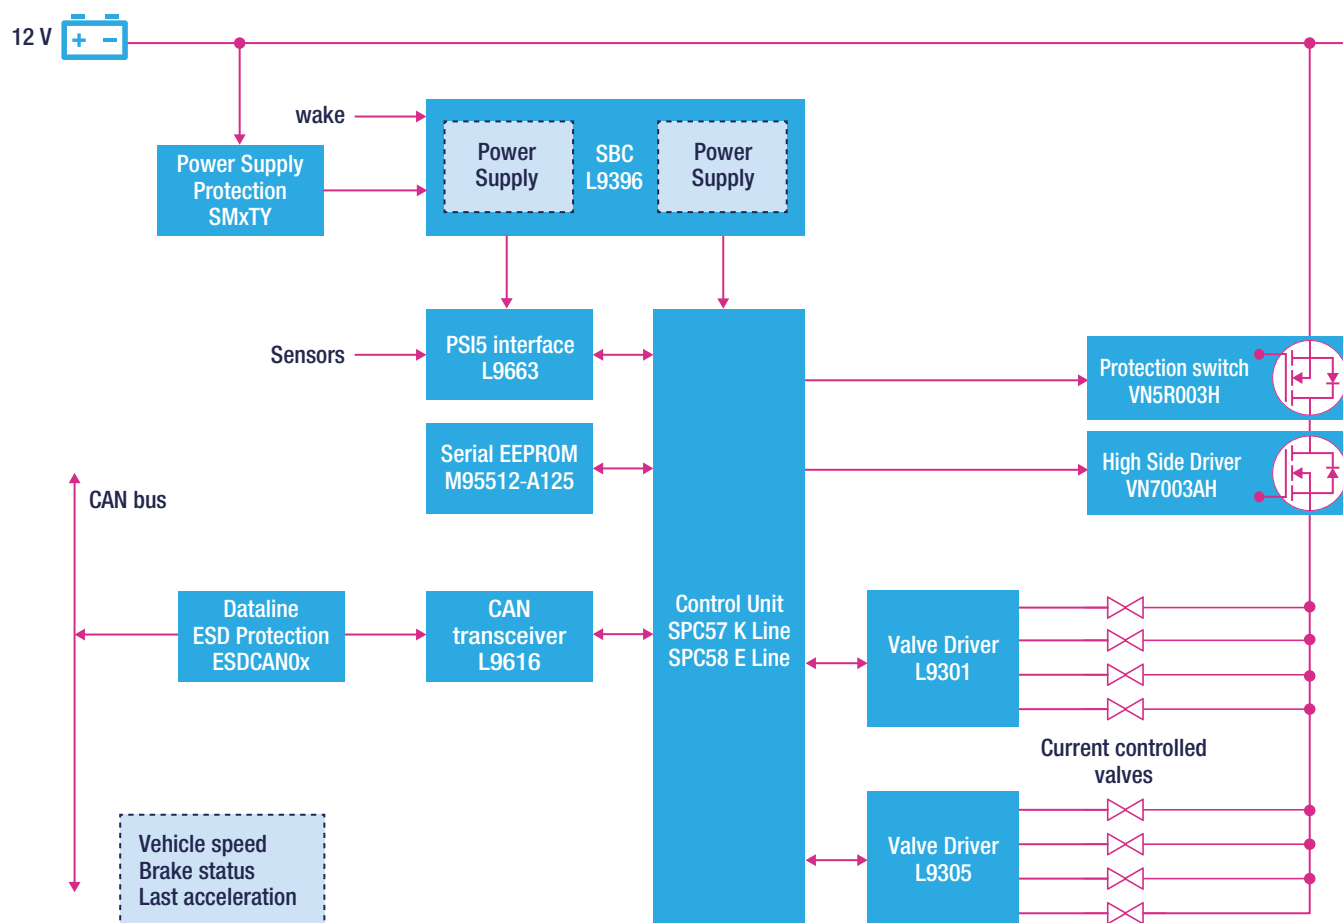 12 V
+ −
wake
Power Supply
Protection
SMxTY
Power
Supply
SBC
L9396
Power
Supply
Sensors
PSI5 interface
L9663
Protection switch
VN5R003H
Serial EEPROM
M95512-A125
High Side Driver
VN7003AH
CAN bus
Dataline
ESD Protection
ESDCAN0x
CAN
transceiver
L9616
Control Unit
SPC57 K Line
SPC58 E Line
Valve Driver
L9301
Current controlled
valves
Valve Driver
L9305
Vehicle speed
Brake status
Last acceleration